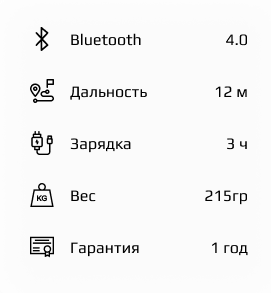 Bluetooth 4.0
Дальность 12 м
Зарядка 3 ч
KG
Вес 215гр
Гарантия 1 год